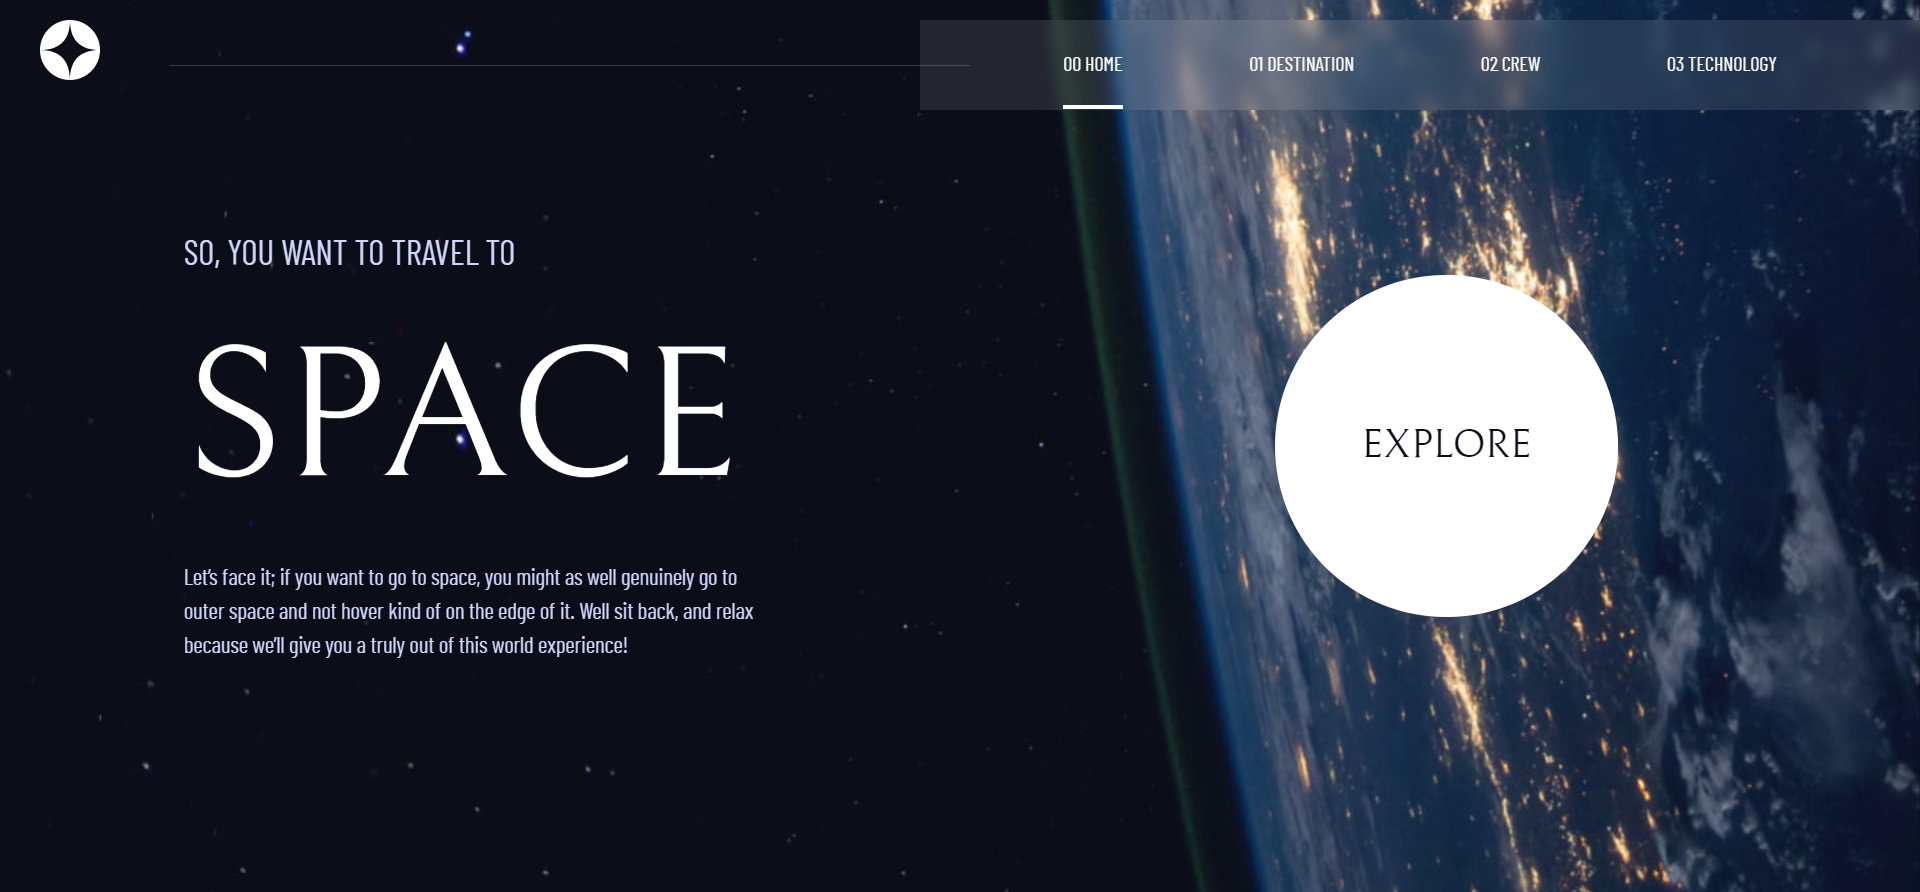 00 HOME
01 DESTINATION
02 CREW
03 TECHNOLOGY
SO, YOU WANT TO TRAVEL TO
SPACE
Let’s face it; if you want to go to space, you might as well genuinely go to
outer space and not hover kind of on the edge of it. Well sit back, and relax
because we’ll give you a truly out of this world experience!
EXPLORE